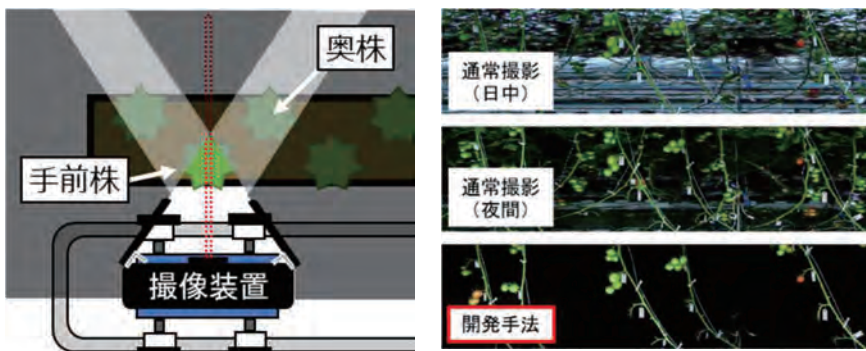 奥株
手前株
撮像装置
通常撮影
（日中）
通常撮影
（夜間）
開発手法